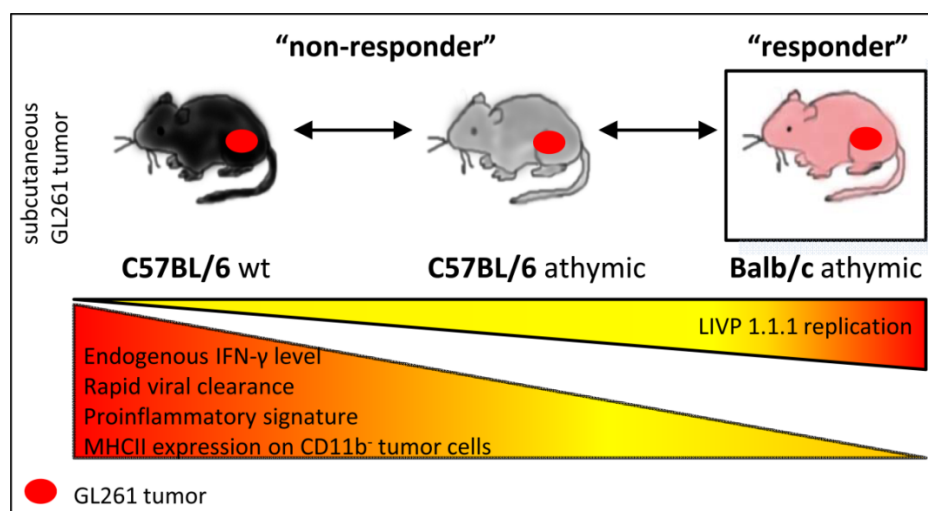 “non-responder”
“responder”
subcutaneous
GL261 tumor
C57BL/6 wt
C57BL/6 athymic
Balb/c athymic
LIVP 1.1.1 replication
Endogenous IFN-γ level
Rapid viral clearance
Proinflammatory signature
MHCII expression on CD11b⁻ tumor cells
GL261 tumor